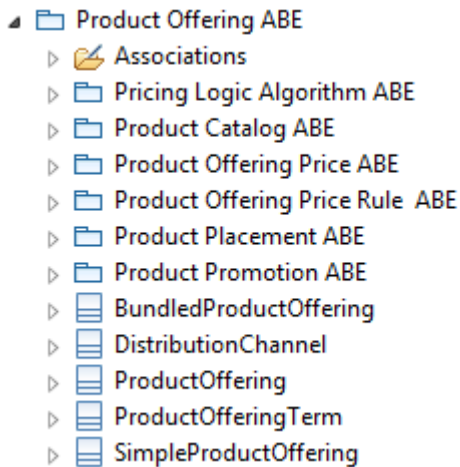 Product Offering ABE
Associations
Pricing Logic Algorithm ABE
Product Catalog ABE
Product Offering Price ABE
Product Offering Price Rule  ABE
Product Placement ABE
Product Promotion ABE
BundledProductOffering
DistributionChannel
ProductOffering
ProductOfferingTerm
SimpleProductOffering